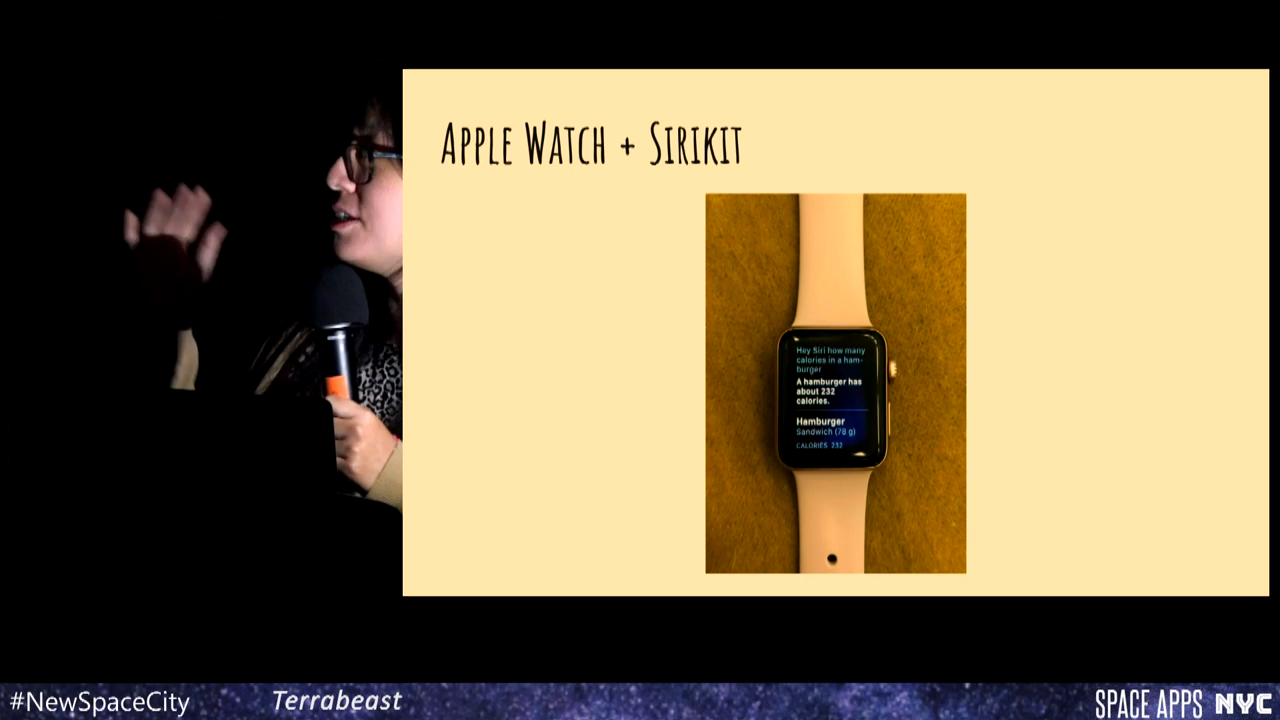 Apple Watch + Sirikit
Hey Siri how many
calories in a ham-
burger
A hamburger has
about 232
calories.
Hamburger
Sandwich (78 g)
CALORIES 232
#NewSpaceCity
Terrabeast
SPACE APPS NYC